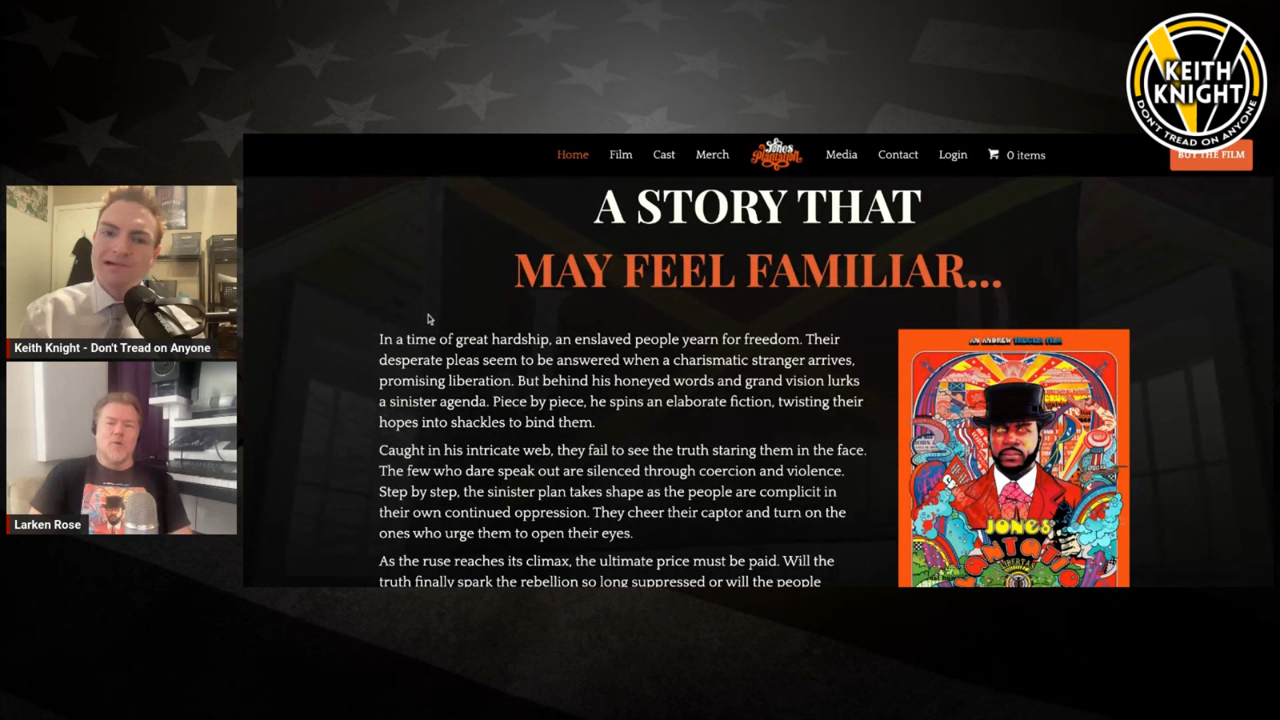 KEITH
KNIGHT
DON'T TREAD ON ANYONE
Home Film Cast Merch Jones Plantation Media Contact Login 0 items
BUY THE FILM
A STORY THAT
MAY FEEL FAMILIAR...
In a time of great hardship, an enslaved people yearn for freedom. Their
desperate pleas seem to be answered when a charismatic stranger arrives,
promising liberation. But behind his honeyed words and grand vision lurks
a sinister agenda. Piece by piece, he spins an elaborate fiction, twisting their
hopes into shackles to bind them.
Caught in his intricate web, they fail to see the truth staring them in the face.
The few who dare speak out are silenced through coercion and violence.
Step by step, the sinister plan takes shape as the people are complicit in
their own continued oppression. They cheer their captor and turn on the
ones who urge them to open their eyes.
As the ruse reaches its climax, the ultimate price must be paid. Will the
truth finally spark the rebellion so long suppressed or will the people
AN ANDREW
JONES
Keith Knight - Don't Tread on Anyone
Larken Rose